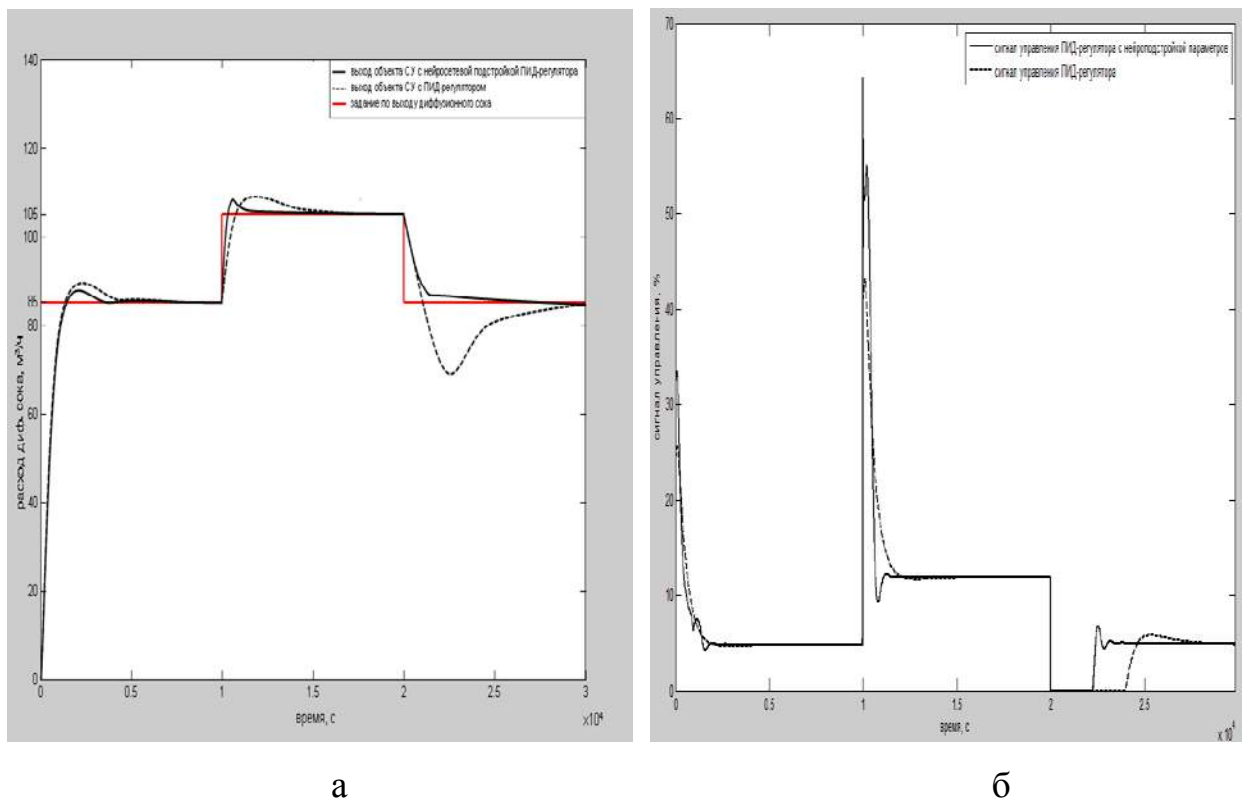 140
120
105
100
85
80
60
40
20
0
расход диф. сока, м³/ч
выход объекта СУ с нейросетевой подстройкой ПИД-регулятора
выход объекта СУ с ПИД регулятором
задание по выходу диффузионного сока
0 0.5 1 1.5 2 2.5 3
время, с
×10⁴
а
70
60
50
40
30
20
10
0
сигнал управления, %
сигнал управления ПИД-регулятора с нейроподстройкой параметров
сигнал управления ПИД-регулятора
0 0.5 1 1.5 2 2.5
время, с
× 10⁴
б